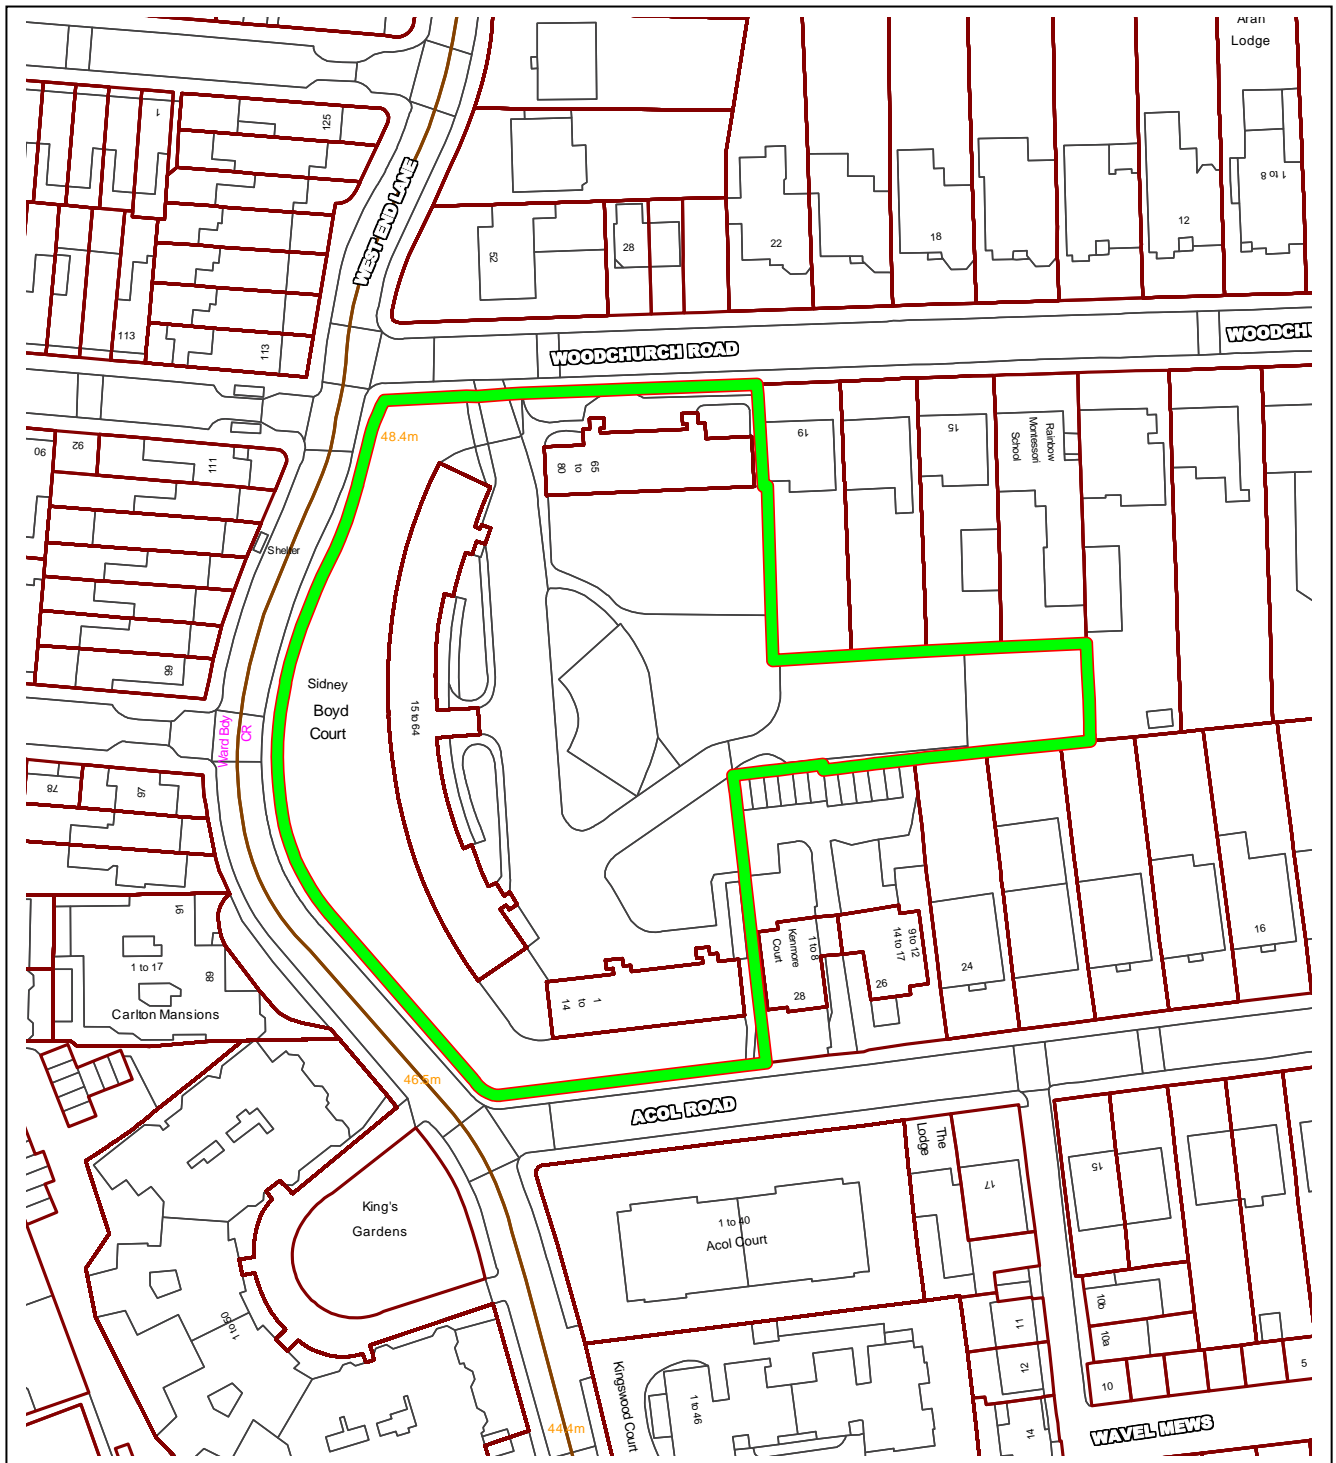 Aran
Lodge
1
125
WEST END LANE
1 to 8
12
52
28
22
18
113
113
WOODCHURCH ROAD
WOODCHU
48.4m
90
92
111
80
to
65
19
15
Rainbow
Montessori
School
Shelter
66
Sidney
Boyd
Court
15 to 64
Ward Bdy
CR
78
97
91
1 to 17
89
Carlton Mansions
Kenmore
Court
1 to 8
28
9 to 12
14 to 17
26
24
16
14
to
1
46.5m
ACOL ROAD
The
Lodge
17
15
King's
Gardens
1 to 40
Acol Court
1 to 60
10b
10a
11
12
10
5
Kingswood Court
1 to 46
14
44.4m
WAVEL MEWS